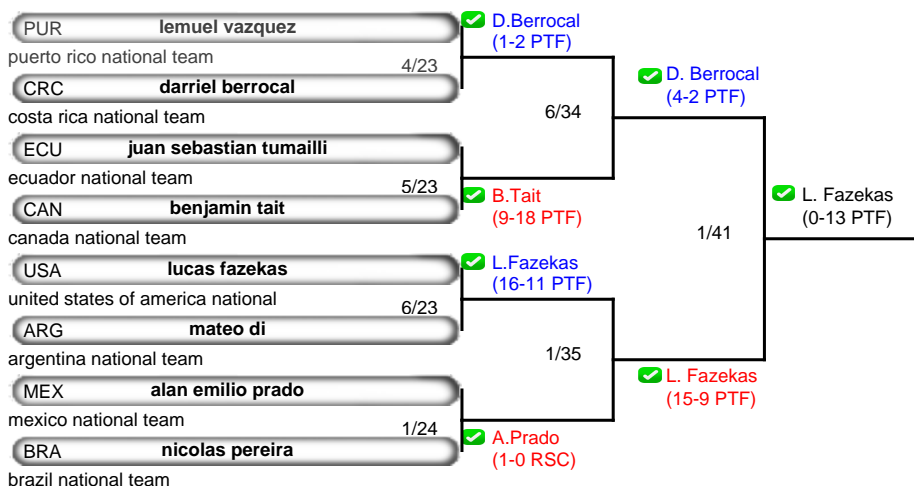 PUR lemuel vazquez
puerto rico national team
4/23
CRC darriel berrocal
costa rica national team
ECU juan sebastian tumailli
ecuador national team
5/23
CAN benjamin tait
canada national team
USA lucas fazekas
united states of america national
6/23
ARG mateo di
argentina national team
MEX alan emilio prado
mexico national team
1/24
BRA nicolas pereira
brazil national team
D.Berrocal
(1-2 PTF)
6/34
B.Tait
(9-18 PTF)
L.Fazekas
(16-11 PTF)
1/35
A.Prado
(1-0 RSC)
D. Berrocal
(4-2 PTF)
1/41
L. Fazekas
(15-9 PTF)
L. Fazekas
(0-13 PTF)